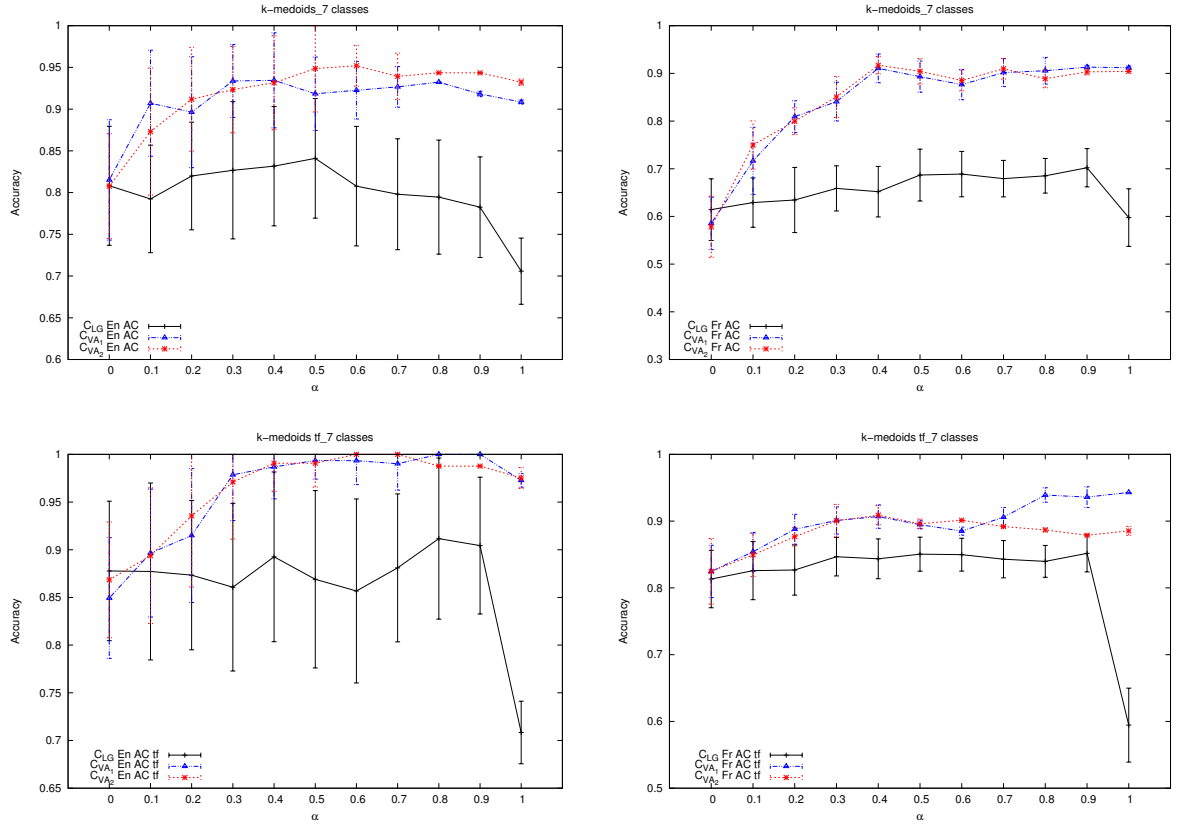 k−medoids_7 classes
1
0.95
0.9
0.85
0.8
0.75
0.7
0.65
0.6
Accuracy
C_LG En AC
C_VA1 En AC
C_VA2 En AC
0 0.1 0.2 0.3 0.4 0.5 0.6 0.7 0.8 0.9 1
α
k−medoids_7 classes
1
0.9
0.8
0.7
0.6
0.5
0.4
0.3
Accuracy
C_LG Fr AC
C_VA1 Fr AC
C_VA2 Fr AC
0 0.1 0.2 0.3 0.4 0.5 0.6 0.7 0.8 0.9 1
α
k−medoids tf_7 classes
1
0.95
0.9
0.85
0.8
0.75
0.7
0.65
Accuracy
C_LG En AC tf
C_VA1 En AC tf
C_VA2 En AC tf
0 0.1 0.2 0.3 0.4 0.5 0.6 0.7 0.8 0.9 1
α
k−medoids tf_7 classes
1
0.9
0.8
0.7
0.6
0.5
Accuracy
C_LG Fr AC tf
C_VA1 Fr AC tf
C_VA2 Fr AC tf
0 0.1 0.2 0.3 0.4 0.5 0.6 0.7 0.8 0.9 1
α